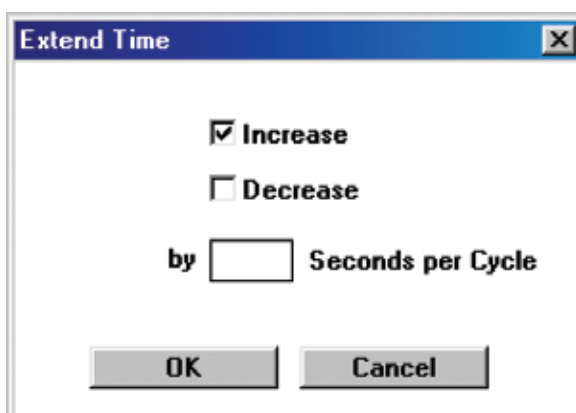 Extend Time
Increase
Decrease
by Seconds per Cycle
OK Cancel